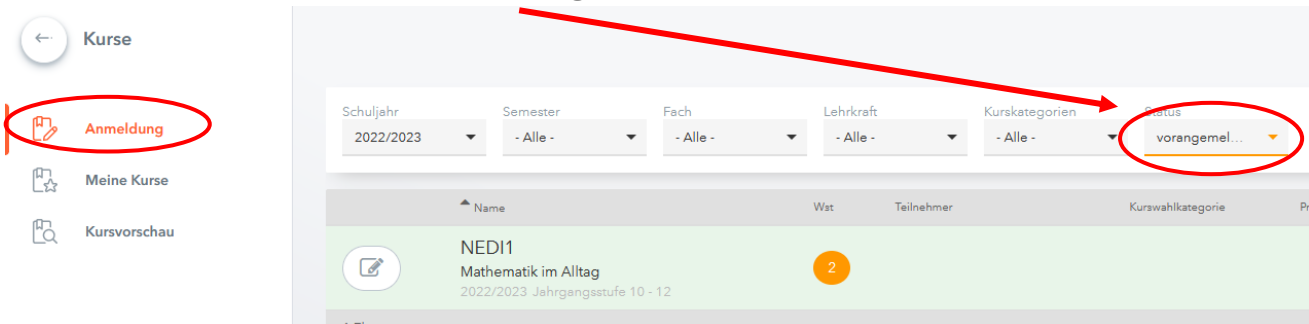 Kurse
Anmeldung
Meine Kurse
Kursvorschau
Schuljahr Semester Fach Lehrkraft Kurskategorien Status
2022/2023 - Alle - - Alle - - Alle - - Alle - vorangemel...
Name Wst Teilnehmer Kurswahlkategorie
NEDI1
Mathematik im Alltag 2
2022/2023 Jahrgangsstufe 10 - 12